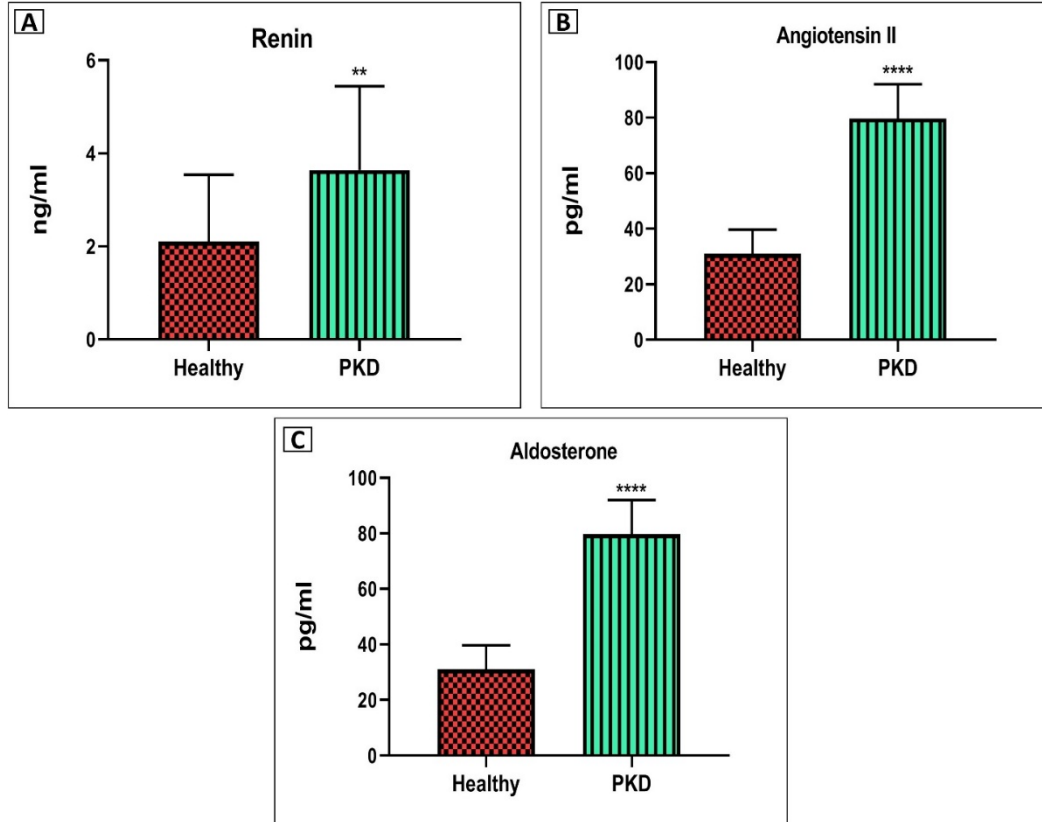 A
Renin
6
4
2
0
ng/ml
**
Healthy
PKD
B
Angiotensin II
100
80
60
40
20
0
pg/ml
****
Healthy
PKD
C
Aldosterone
100
80
60
40
20
0
pg/ml
****
Healthy
PKD